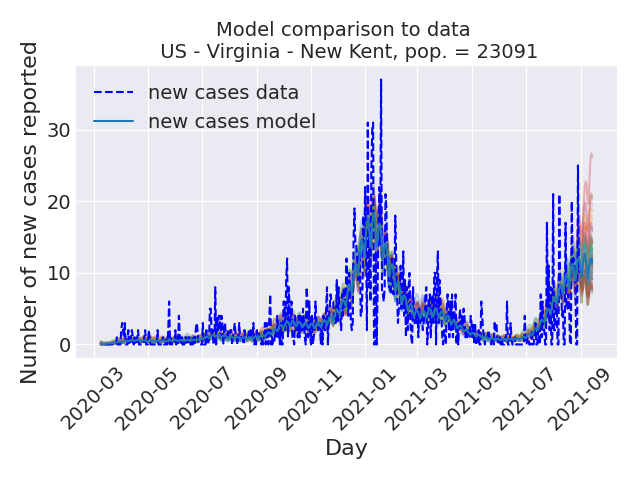 Model comparison to data
US - Virginia - New Kent, pop. = 23091
new cases data
new cases model
Number of new cases reported
30
20
10
0
2020-03
2020-05
2020-07
2020-09
2020-11
2021-01
2021-03
2021-05
2021-07
2021-09
Day